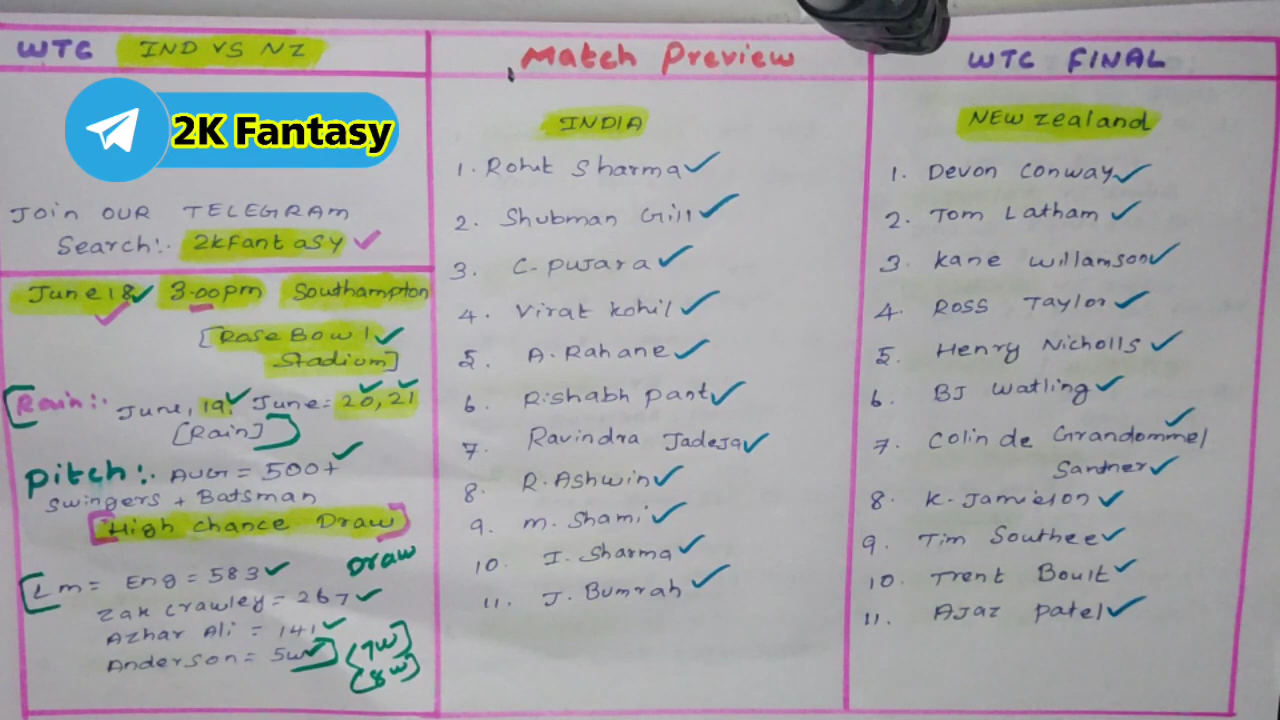 WTC IND VS NZ
2K Fantasy
JOIN OUR TELEGRAM
Search:. 2kFantasy
June 18 3.00pm Southampton
[Rose Bowl
Stadium]
Rain:. June, 19, June = 20, 21
[Rain]
Pitch:. AUG = 500+
Swingers + Batsman
[High chance Draw]
Draw
Lm = Eng = 583
Zak Crawley = 267
Azhar Ali = 141
Anderson = 5w
(7w)
(8w)
Match Preview
INDIA
1. Rohit Sharma
2. Shubman Gill
3. C. Pujara
4. Virat Kohil
5. A. Rahane
6. Rishabh Pant
7. Ravindra Jadeja
8. R. Ashwin
9. M. Shami
10. I. Sharma
11. J. Bumrah
WTC FINAL
NEW Zealand
1. Devon Conway
2. Tom Latham
3. Kane Willamson
4. Ross Taylor
5. Henry Nicholls
6. BJ Watling
7. Colin de Grandommel
Santner
8. K. Jamieson
9. Tim Southee
10. Trent Boult
11. AJaz Patel